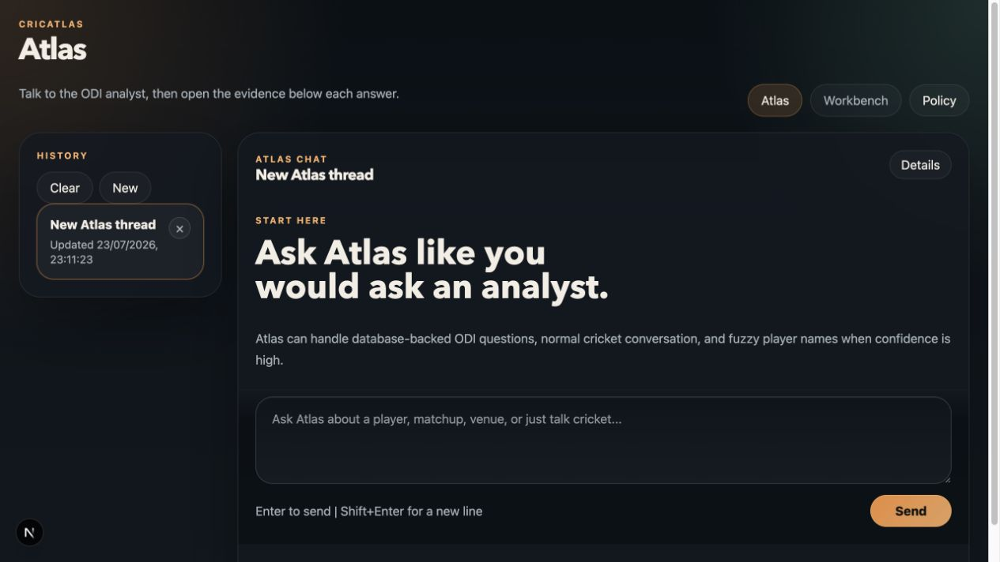 CRICATLAS
Atlas
Talk to the ODI analyst, then open the evidence below each answer.
Atlas
Workbench
Policy
HISTORY
Clear
New
New Atlas thread
×
Updated 23/07/2026,
23:11:23
ATLAS CHAT
New Atlas thread
Details
START HERE
Ask Atlas like you
would ask an analyst.
Atlas can handle database-backed ODI questions, normal cricket conversation, and fuzzy player names when confidence is
high.
Ask Atlas about a player, matchup, venue, or just talk cricket...
Enter to send | Shift+Enter for a new line
Send
N